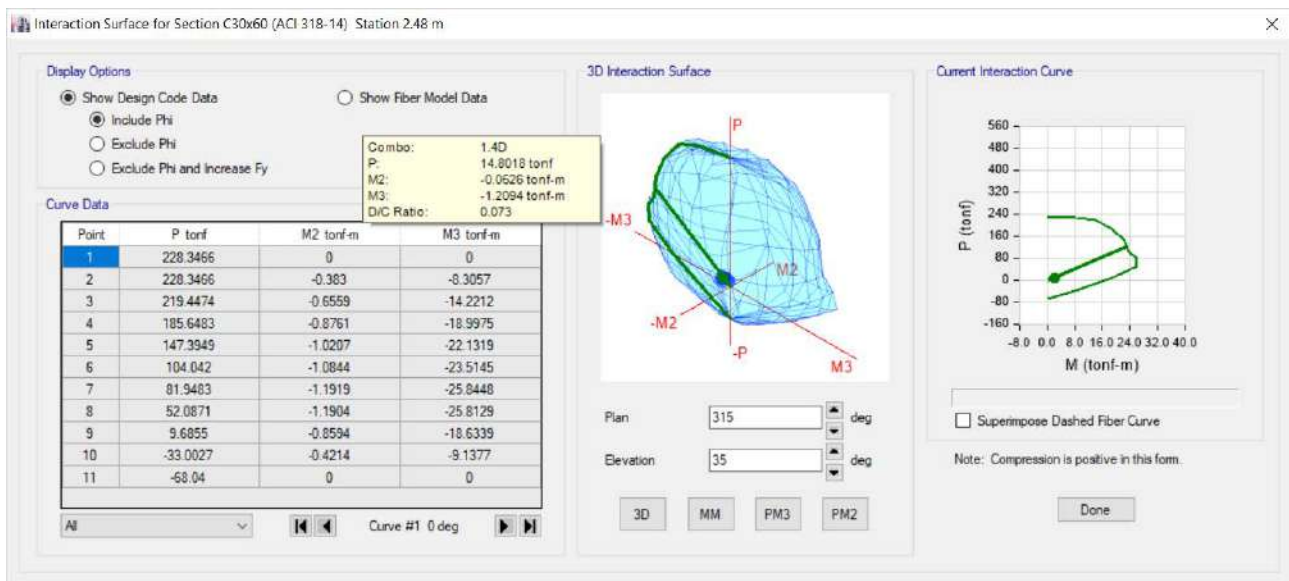 Interaction Surface for Section C30x60 (ACI 318-14) Station 2.48 m
Display Options
Show Design Code Data
Show Fiber Model Data
Include Phi
Exclude Phi
Exclude Phi and Increase Fy
Combo: 1.4D
P: 14.8018 tonf
M2: -0.0626 tonf-m
M3: -1.2094 tonf-m
D/C Ratio: 0.073
Curve Data
Point P tonf M2 tonf-m M3 tonf-m
1 228.3466 0 0
2 228.3466 -0.383 -8.3057
3 219.4474 -0.6559 -14.2212
4 185.6483 -0.8761 -18.9975
5 147.3949 -1.0207 -22.1319
6 104.042 -1.0844 -23.5145
7 81.9483 -1.1919 -25.8448
8 52.0871 -1.1904 -25.8129
9 9.6855 -0.8594 -18.6339
10 -33.0027 -0.4214 -9.1377
11 -68.04 0 0
All
Curve #1 0 deg
3D Interaction Surface
P
-M3
M2
-M2
-P
M3
Plan 315 deg
Elevation 35 deg
3D MM PM3 PM2
Current Interaction Curve
560
480
400
320
240
160
80
0
-80
-160
P (tonf)
-8.0 0.0 8.0 16.0 24.0 32.0 40.0
M (tonf-m)
Superimpose Dashed Fiber Curve
Note: Compression is positive in this form.
Done